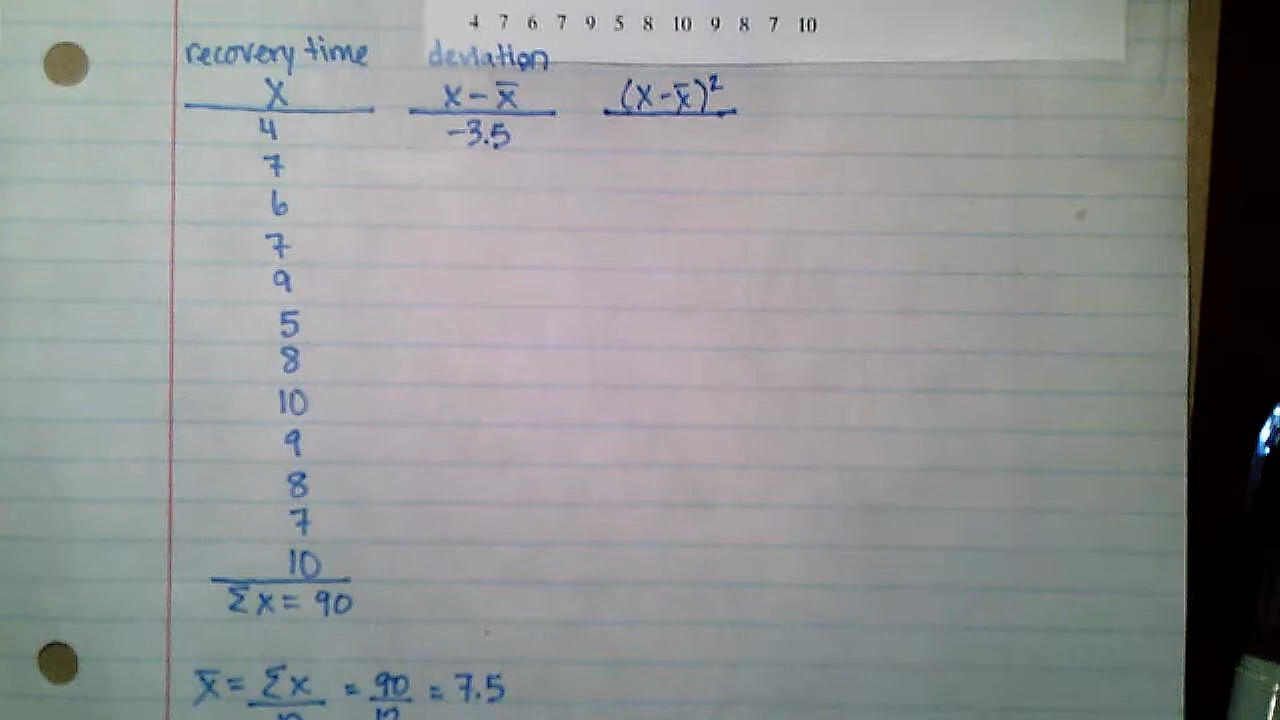 4 7 6 7 9 5 8 10 9 8 7 10
recovery time deviation
X X - x̄ (X - x̄)²
4 -3.5
7
6
7
9
5
8
10
9
8
7
10
Σx = 90
x̄ = Σx = 90 = 7.5